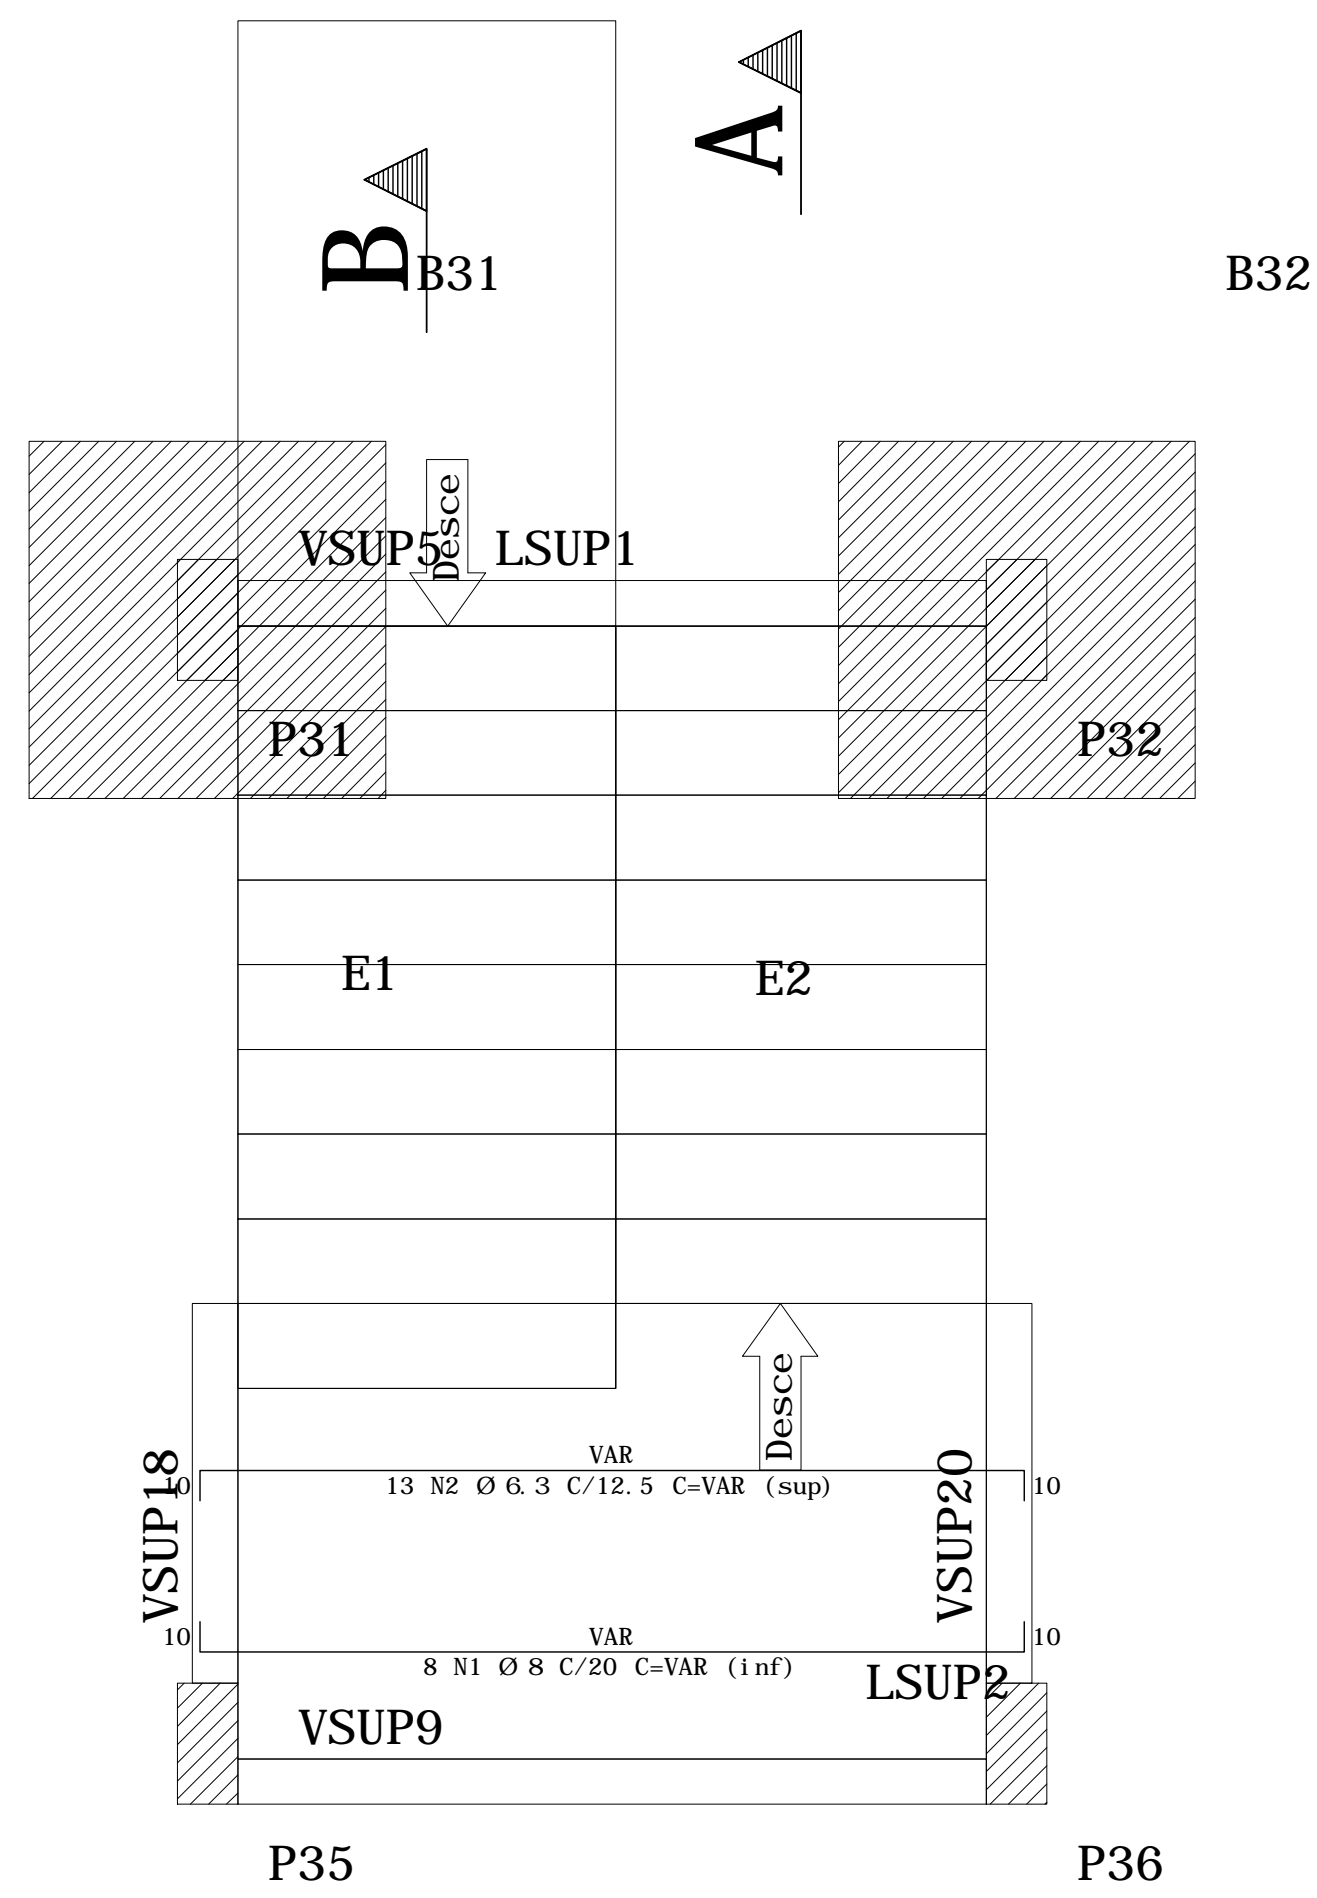 A
B
B31
B32
Desce
VSUP5
LSUP1
P31
P32
E1
E2
Desce
VSUP18
VSUP20
VAR
10
13 N2 Ø 6.3 C/12.5 C=VAR (sup)
10
VAR
10
10
8 N1 Ø 8 C/20 C=VAR (inf)
LSUP2
VSUP9
P35
P36